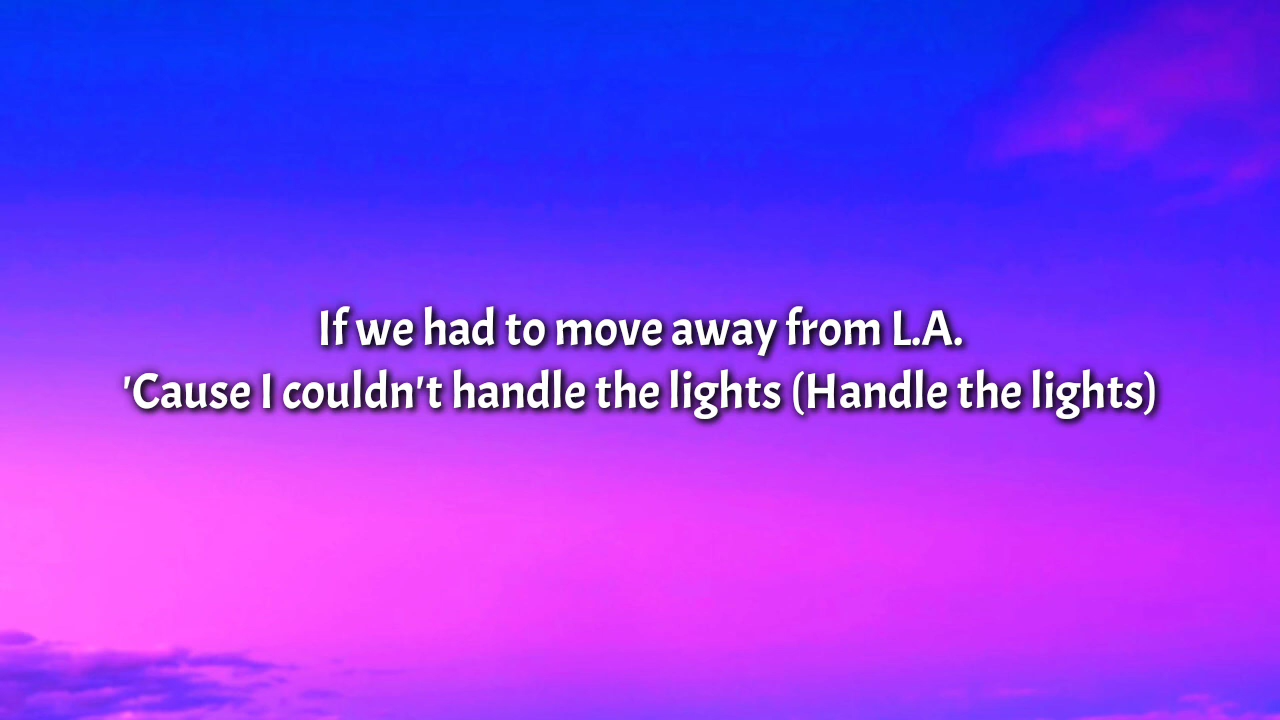 If we had to move away from L.A.
'Cause I couldn't handle the lights (Handle the lights)